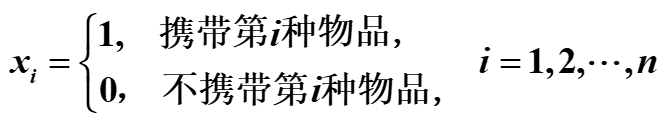 x_i = { 1, 携带第i种物品,
0， 不携带第i种物品, i = 1,2,⋯,n